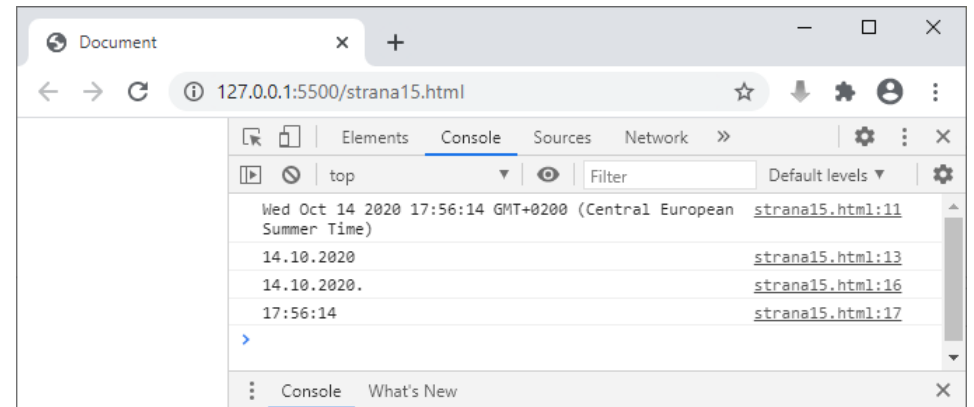 Document
127.0.0.1:5500/strana15.html
Elements Console Sources Network »
top Filter Default levels ▼
Wed Oct 14 2020 17:56:14 GMT+0200 (Central European strana15.html:11
Summer Time)
14.10.2020 strana15.html:13
14.10.2020. strana15.html:16
17:56:14 strana15.html:17
>
Console What's New